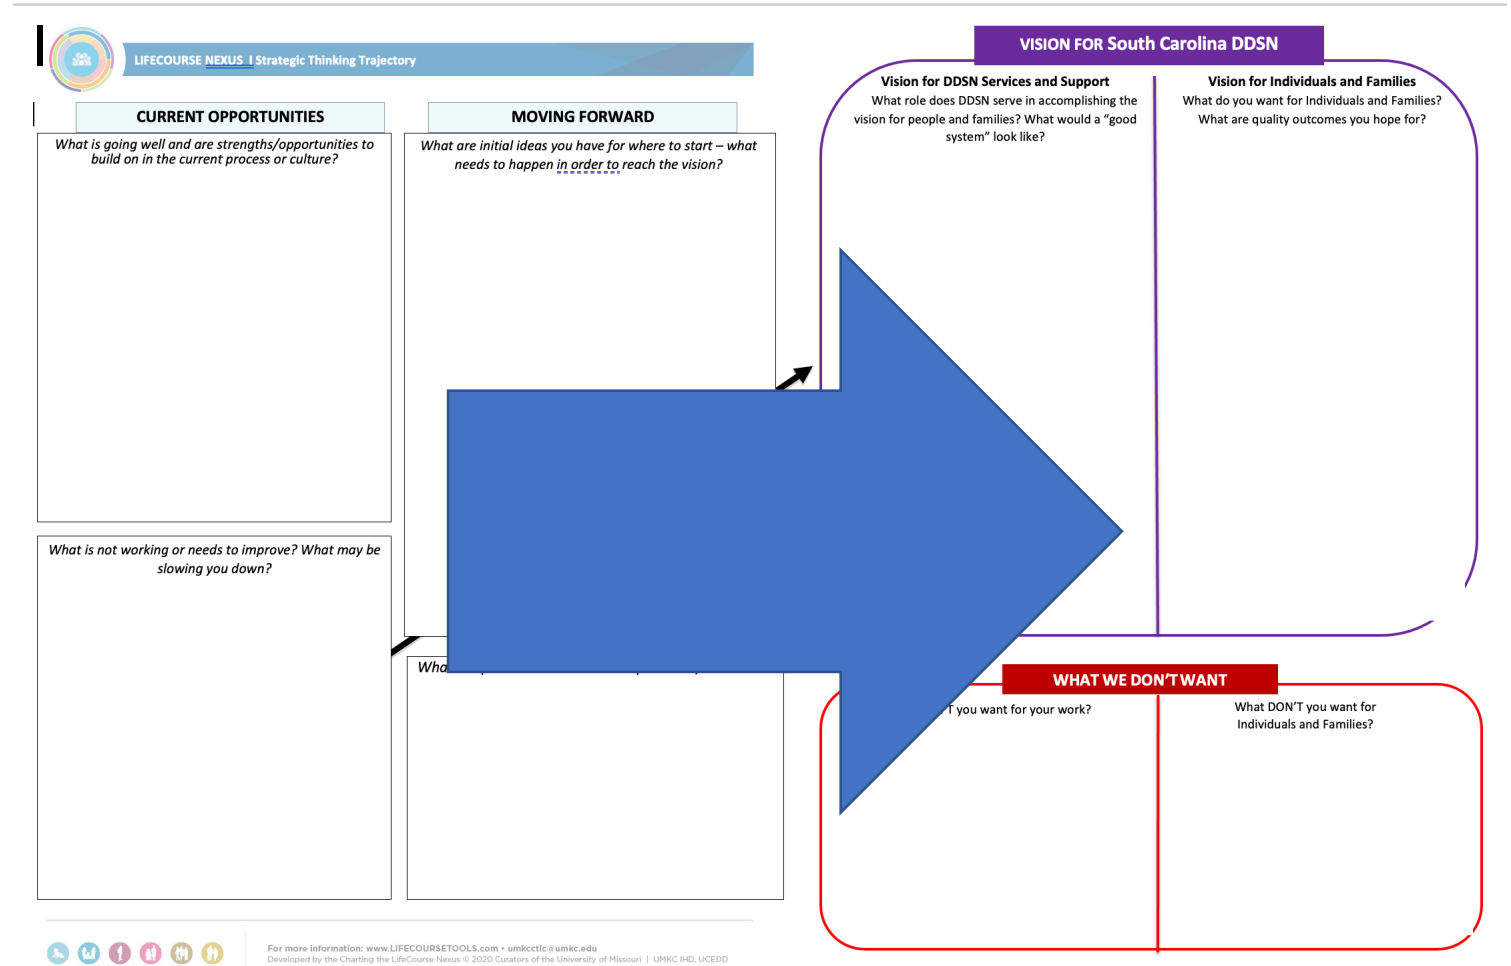 LIFECOURSE NEXUS | Strategic Thinking Trajectory
CURRENT OPPORTUNITIES
What is going well and are strengths/opportunities to
build on in the current process or culture?
What is not working or needs to improve? What may be
slowing you down?
MOVING FORWARD
What are initial ideas you have for where to start – what
needs to happen in order to reach the vision?
Wha
VISION FOR South Carolina DDSN
Vision for DDSN Services and Support
What role does DDSN serve in accomplishing the
vision for people and families? What would a “good
system” look like?
Vision for Individuals and Families
What do you want for Individuals and Families?
What are quality outcomes you hope for?
WHAT WE DON’T WANT
T you want for your work?
What DON’T you want for
Individuals and Families?
For more information: www.LIFECOURSETOOLS.com • umkcctlc@umkc.edu
Developed by the Charting the LifeCourse Nexus © 2020 Curators of the University of Missouri | UMKC IHD, UCEDD